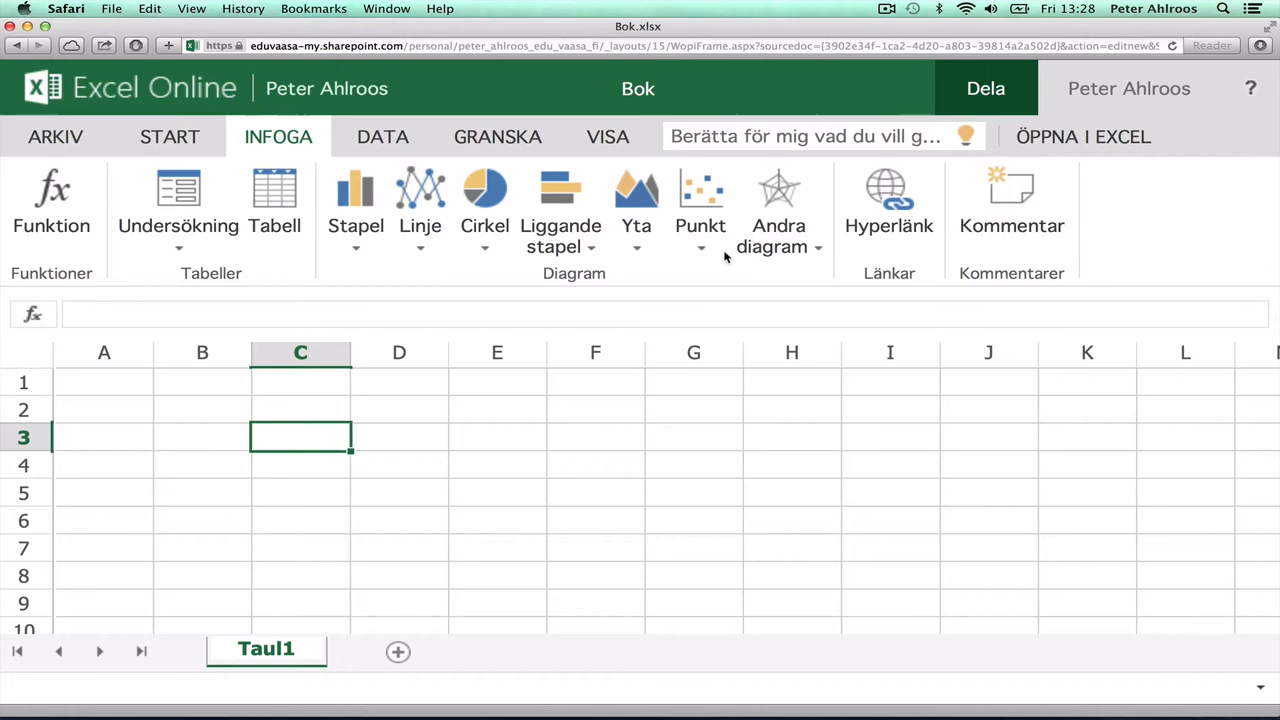 Safari File Edit View History Bookmarks Window Help Fri 13:28 Peter Ahlroos
Bok.xlsx
https eduvaasa-my.sharepoint.com/personal/peter_ahlroos_edu_vaasa_fi/_layouts/15/WopiFrame.aspx?sourcedoc={3902e34f-1ca2-4d20-a803-39814a2a502d}&action=editnew& Reader
Excel Online Peter Ahlroos Bok Dela Peter Ahlroos ?
ARKIV START INFOGA DATA GRANSKA VISA Berätta för mig vad du vill g... ÖPPNA I EXCEL
fx
Funktion Undersökning Tabell Stapel Linje Cirkel Liggande stapel Yta Punkt Andra diagram Hyperlänk Kommentar
Funktioner Tabeller Diagram Länkar Kommentarer
fx
A B C D E F G H I J K L
1
2
3
4
5
6
7
8
9
10
Taul1